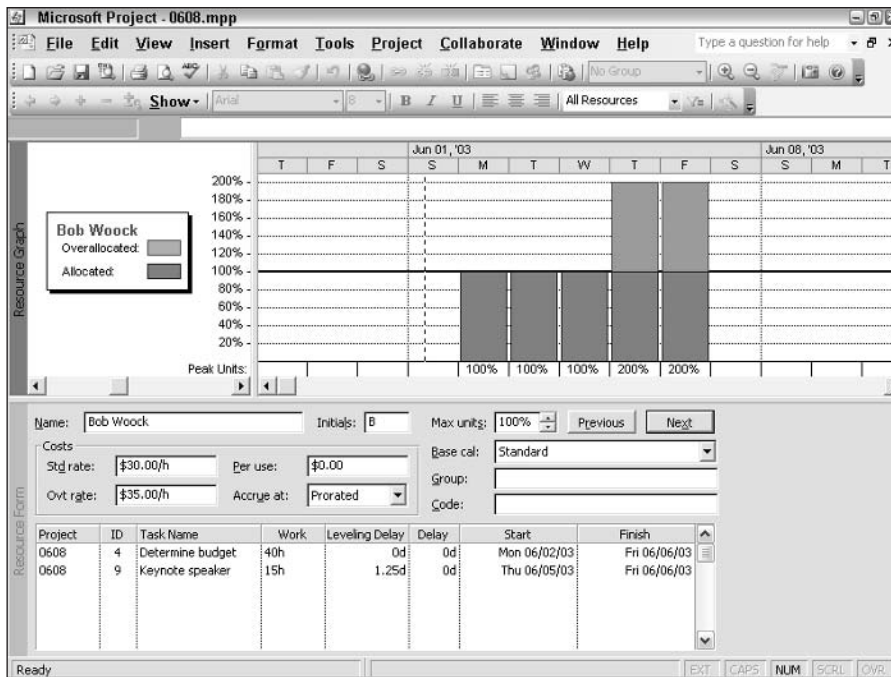 Microsoft Project - 0608.mpp
File Edit View Insert Format Tools Project Collaborate Window Help Type a question for help
No Group
Show Arial 8 B I U All Resources
Jun 01, '03 Jun 08, '03
T F S S M T W T F S S M T
Resource Graph
Bob Woock
Overallocated:
Allocated:
200%
180%
160%
140%
120%
100%
80%
60%
40%
20%
Peak Units: 100% 100% 100% 200% 200%
Resource Form
Name: Bob Woock Initials: B Max units: 100% Previous Next
Costs
Std rate: $30.00/h Per use: $0.00
Ovt rate: $35.00/h Accrue at: Prorated
Base cal: Standard
Group:
Code:
Project ID Task Name Work Leveling Delay Delay Start Finish
0608 4 Determine budget 40h 0d 0d Mon 06/02/03 Fri 06/06/03
0608 9 Keynote speaker 15h 1.25d 0d Thu 06/05/03 Fri 06/06/03
Ready EXT CAPS NUM SCRL OVR